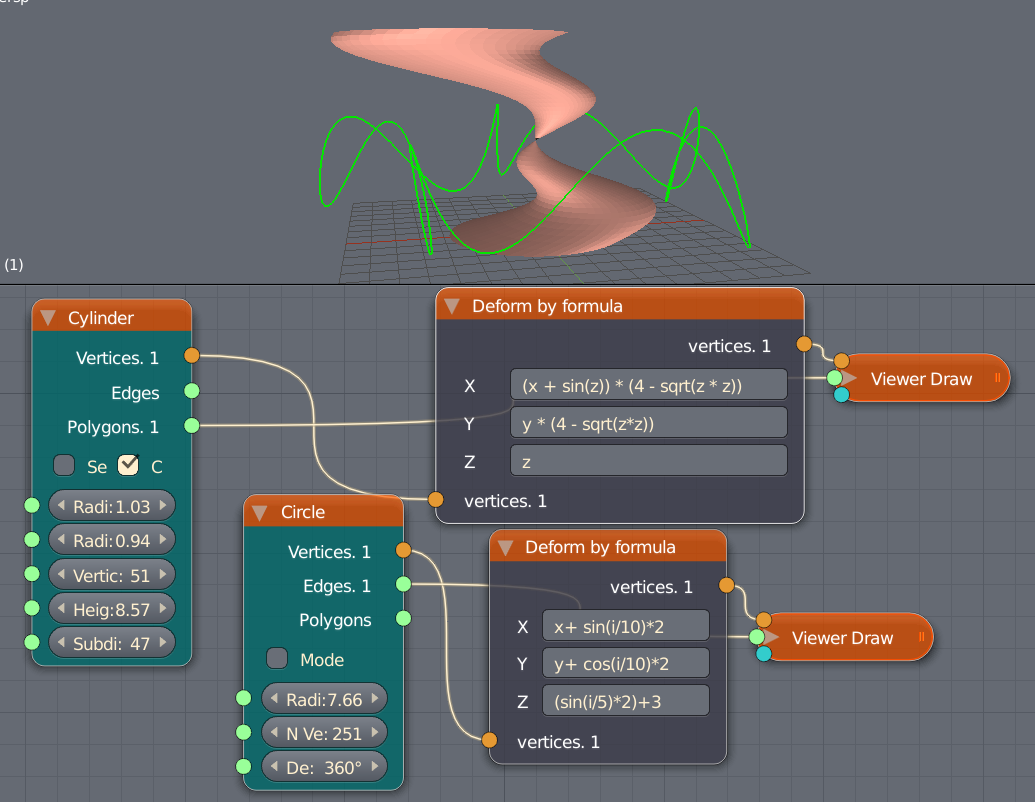 (1)
Cylinder
Vertices. 1
Edges
Polygons. 1
Se C
Radi:1.03
Radi:0.94
Vertic: 51
Heig:8.57
Subdi: 47
Deform by formula
vertices. 1
X (x + sin(z)) * (4 - sqrt(z * z))
Y y * (4 - sqrt(z*z))
Z z
vertices. 1
Viewer Draw
Circle
Vertices. 1
Edges. 1
Polygons
Mode
Radi:7.66
N Ve: 251
De: 360°
Deform by formula
vertices. 1
X x+ sin(i/10)*2
Y y+ cos(i/10)*2
Z (sin(i/5)*2)+3
vertices. 1
Viewer Draw